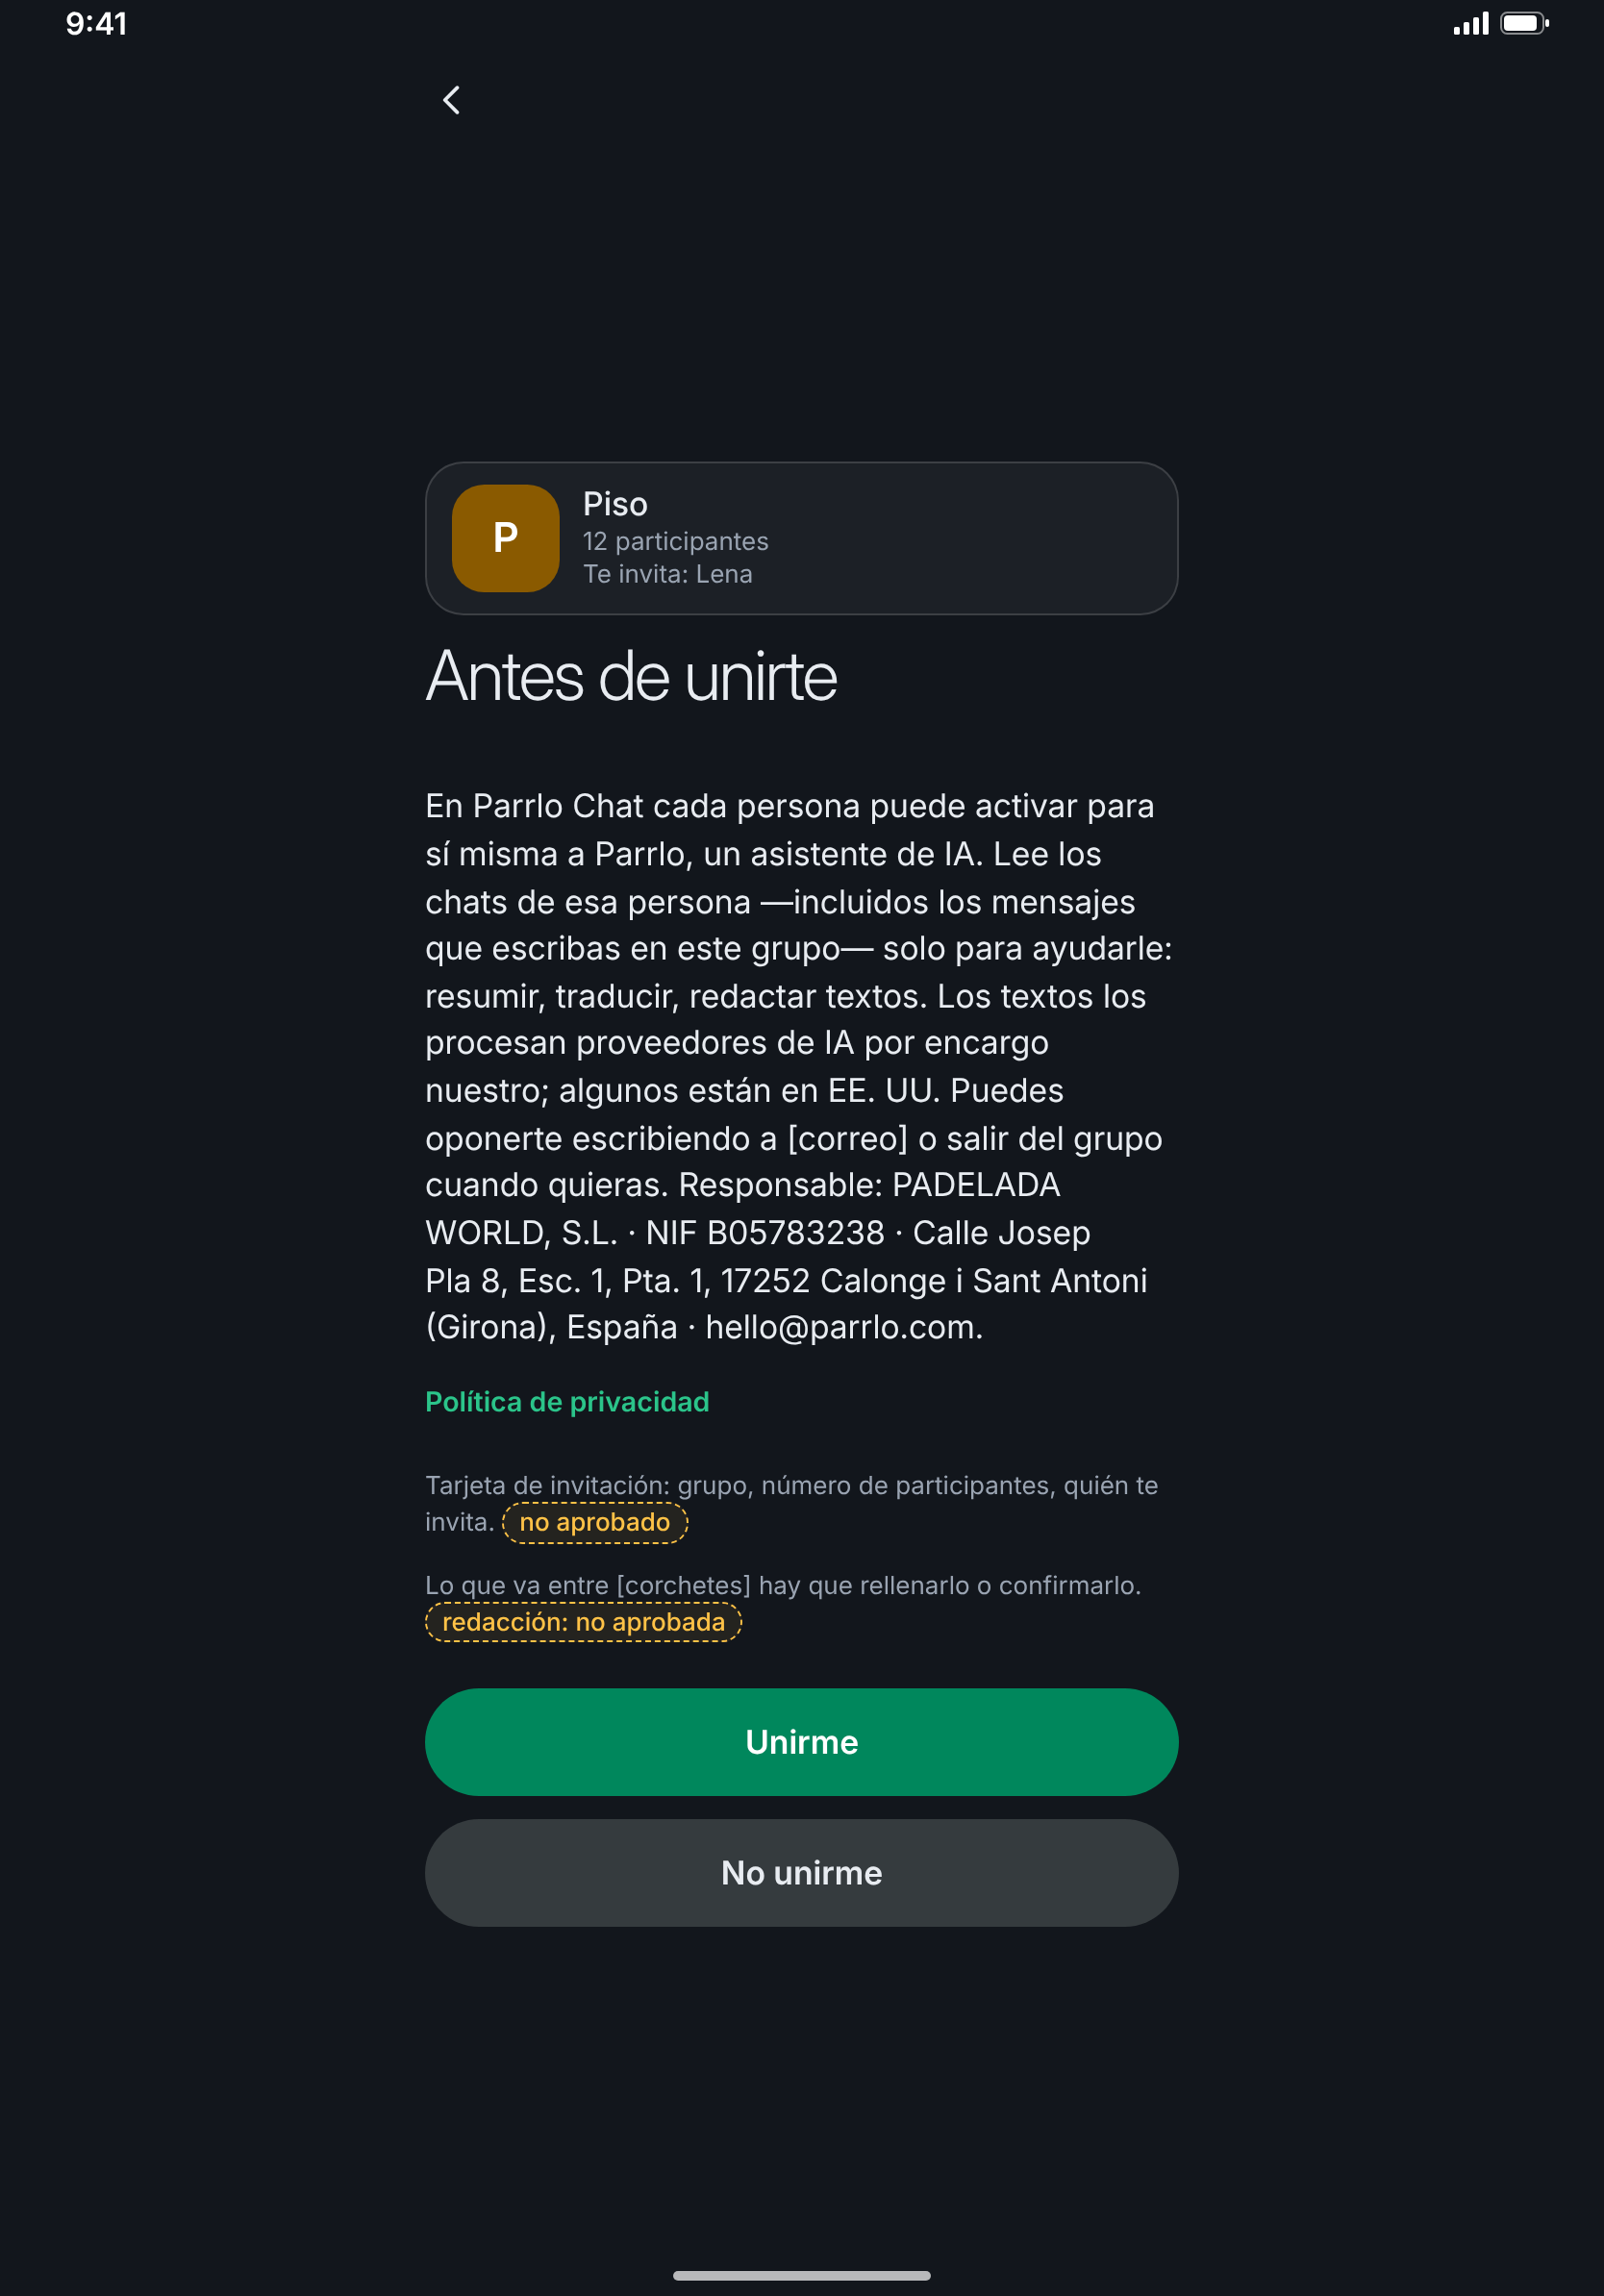 9:41
P
Piso
12 participantes
Te invita: Lena
Antes de unirte
En Parrlo Chat cada persona puede activar para
sí misma a Parrlo, un asistente de IA. Lee los
chats de esa persona —incluidos los mensajes
que escribas en este grupo— solo para ayudarle:
resumir, traducir, redactar textos. Los textos los
procesan proveedores de IA por encargo
nuestro; algunos están en EE. UU. Puedes
oponerte escribiendo a [correo] o salir del grupo
cuando quieras. Responsable: PADELADA
WORLD, S.L. · NIF B05783238 · Calle Josep
Pla 8, Esc. 1, Pta. 1, 17252 Calonge i Sant Antoni
(Girona), España · hello@parrlo.com.
Política de privacidad
Tarjeta de invitación: grupo, número de participantes, quién te
invita. no aprobado
Lo que va entre [corchetes] hay que rellenarlo o confirmarlo.
redacción: no aprobada
Unirme
No unirme